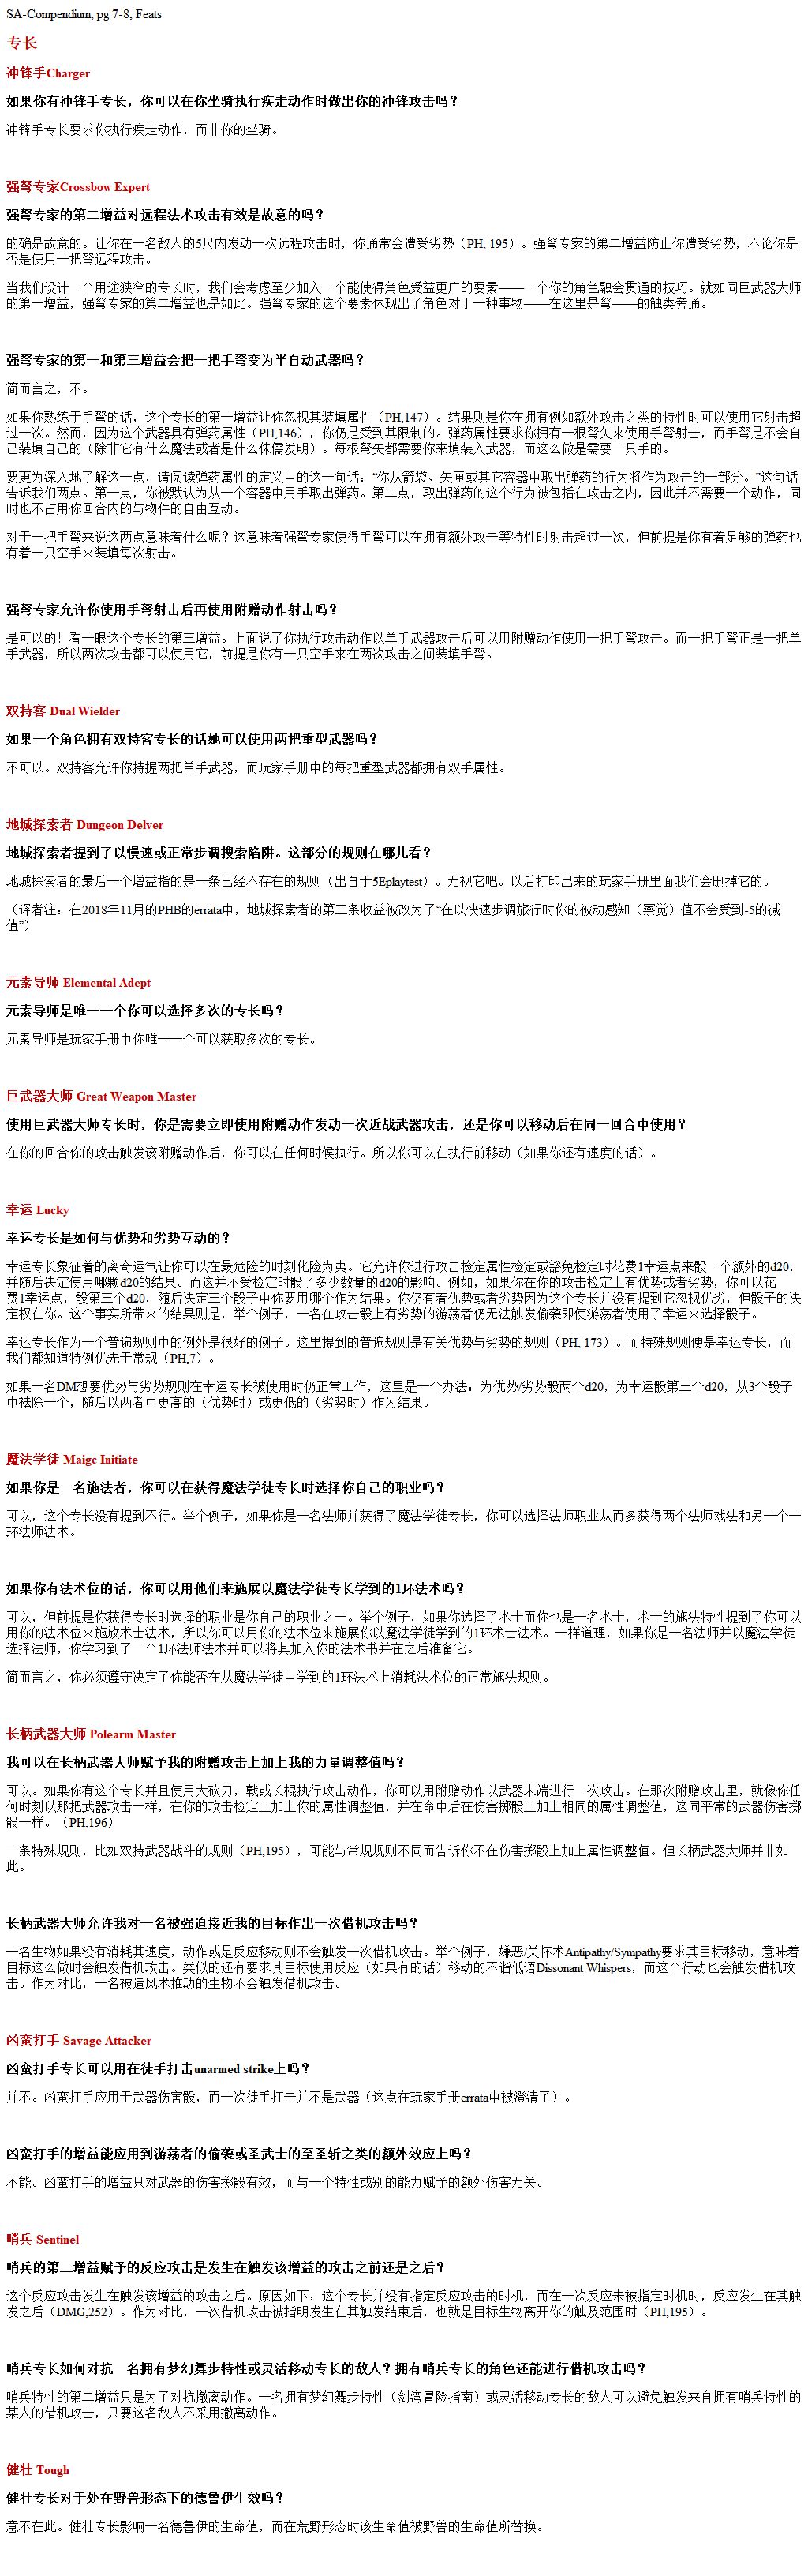 SA-Compendium, pg 7-8, Feats
专长
冲锋手Charger
如果你有冲锋手专长，你可以在你坐骑执行疾走动作时做出你的冲锋攻击吗？
冲锋手专长要求你执行疾走动作，而非你的坐骑。
强弩专家Crossbow Expert
强弩专家的第二增益对远程法术攻击有效是故意的吗？
的确是故意的。让你在一名敌人的5尺内发动一次远程攻击时，你通常会遭受劣势（PH, 195）。强弩专家的第二增益防止你遭受劣势，不论你是
否是使用一把弩远程攻击。
当我们设计一个用途狭窄的专长时，我们会考虑至少加入一个能使得角色受益更广的要素——一个你的角色融会贯通的技巧。就如同巨武器大师
的第一增益，强弩专家的第二增益也是如此。强弩专家的这个要素体现出了角色对于一种事物——在这里是弩——的触类旁通。
强弩专家的第一和第三增益会把一把手弩变为半自动武器吗？
简而言之，不。
如果你熟练于手弩的话，这个专长的第一增益让你忽视其装填属性（PH,147）。结果则是你在拥有例如额外攻击之类的特性时可以使用它射击超
过一次。然而，因为这个武器具有弹药属性（PH,146），你仍是受到其限制的。弹药属性要求你拥有一根弩矢来使用手弩射击，而手弩是不会自
己装填自己的（除非它有什么魔法或者是什么侏儒发明）。每根弩矢都需要你来填装入武器，而这么做是需要一只手的。
要更为深入地了解这一点，请阅读弹药属性的定义中的这一句话：“你从箭袋、矢匣或其它容器中取出弹药的行为将作为攻击的一部分。”这句话
告诉我们两点。第一点，你被默认为从一个容器中用手取出弹药。第二点，取出弹药的这个行为被包括在攻击之内，因此并不需要一个动作，同
时也不占用你回合内的与物件的自由互动。
对于一把手弩来说这两点意味着什么呢？这意味着强弩专家使得手弩可以在拥有额外攻击等特性时射击超过一次，但前提是你有着足够的弹药也
有着一只空手来装填每次射击。
强弩专家允许你使用手弩射击后再使用附赠动作射击吗？
是可以的！看一眼这个专长的第三增益。上面说了你执行攻击动作以单手武器攻击后可以用附赠动作使用一把手弩攻击。而一把手弩正是一把单
手武器，所以两次攻击都可以使用它，前提是你有一只空手来在两次攻击之间装填手弩。
双持客 Dual Wielder
如果一个角色拥有双持客专长的话她可以使用两把重型武器吗？
不可以。双持客允许你持握两把单手武器，而玩家手册中的每把重型武器都拥有双手属性。
地城探索者 Dungeon Delver
地城探索者提到了以慢速或正常步调搜索陷阱。这部分的规则在哪儿看？
地城探索者的最后一个增益指的是一条已经不存在的规则（出自于5Eplaytest）。无视它吧。以后打印出来的玩家手册里面我们会删掉它的。
（译者注：在2018年11月的PHB的errata中，地城探索者的第三条收益被改为了“在以快速步调旅行时你的被动感知（察觉）值不会受到-5的减
值”）
元素导师 Elemental Adept
元素导师是唯一一个你可以选择多次的专长吗？
元素导师是玩家手册中你唯一一个可以获取多次的专长。
巨武器大师 Great Weapon Master
使用巨武器大师专长时，你是需要立即使用附赠动作发动一次近战武器攻击，还是你可以移动后在同一回合中使用？
在你的回合你的攻击触发该附赠动作后，你可以在任何时候执行。所以你可以在执行前移动（如果你还有速度的话）。
幸运 Lucky
幸运专长是如何与优势和劣势互动的？
幸运专长象征着的离奇运气让你可以在最危险的时刻化险为夷。它允许你进行攻击检定属性检定或豁免检定时花费1幸运点来骰一个额外的d20，
并随后决定使用哪颗d20的结果。而这并不受检定时骰了多少数量的d20的影响。例如，如果你在你的攻击检定上有优势或者劣势，你可以花
费1幸运点，骰第三个d20，随后决定三个骰子中你要用哪个作为结果。你仍有着优势或者劣势因为这个专长并没有提到它忽视优劣，但骰子的决
定权在你。这个事实所带来的结果则是，举个例子，一名在攻击骰上有劣势的游荡者仍无法触发偷袭即使游荡者使用了幸运来选择骰子。
幸运专长作为一个普遍规则中的例外是很好的例子。这里提到的普遍规则是有关优势与劣势的规则（PH, 173）。而特殊规则便是幸运专长，而
我们都知道特例优先于常规（PH,7）。
如果一名DM想要优势与劣势规则在幸运专长被使用时仍正常工作，这里是一个办法：为优势/劣势骰两个d20，为幸运骰第三个d20，从3个骰子
中祛除一个，随后以两者中更高的（优势时）或更低的（劣势时）作为结果。
魔法学徒 Maigc Initiate
如果你是一名施法者，你可以在获得魔法学徒专长时选择你自己的职业吗？
可以，这个专长没有提到不行。举个例子，如果你是一名法师并获得了魔法学徒专长，你可以选择法师职业从而多获得两个法师戏法和另一个一
环法师法术。
如果你有法术位的话，你可以用他们来施展以魔法学徒专长学到的1环法术吗？
可以，但前提是你获得专长时选择的职业是你自己的职业之一。举个例子，如果你选择了术士而你也是一名术士，术士的施法特性提到了你可以
用你的法术位来施放术士法术，所以你可以用你的法术位来施展你以魔法学徒学到的1环术士法术。一样道理，如果你是一名法师并以魔法学徒
选择法师，你学习到了一个1环法师法术并可以将其加入你的法术书并在之后准备它。
简而言之，你必须遵守决定了你能否在从魔法学徒中学到的1环法术上消耗法术位的正常施法规则。
长柄武器大师 Polearm Master
我可以在长柄武器大师赋予我的附赠攻击上加上我的力量调整值吗？
可以。如果你有这个专长并且使用大砍刀，戟或长棍执行攻击动作，你可以用附赠动作以武器末端进行一次攻击。在那次附赠攻击里，就像你任
何时刻以那把武器攻击一样，在你的攻击检定上加上你的属性调整值，并在命中后在伤害掷骰上加上相同的属性调整值，这同平常的武器伤害掷
骰一样。（PH,196）
一条特殊规则，比如双持武器战斗的规则（PH,195），可能与常规规则不同而告诉你不在伤害掷骰上加上属性调整值。但长柄武器大师并非如
此。
长柄武器大师允许我对一名被强迫接近我的目标作出一次借机攻击吗？
一名生物如果没有消耗其速度，动作或是反应移动则不会触发一次借机攻击。举个例子，嫌恶/关怀术Antipathy/Sympathy要求其目标移动，意味着
目标这么做时会触发借机攻击。类似的还有要求其目标使用反应（如果有的话）移动的不谐低语Dissonant Whispers，而这个行动也会触发借机攻
击。作为对比，一名被造风术推动的生物不会触发借机攻击。
凶蛮打手 Savage Attacker
凶蛮打手专长可以用在徒手打击unarmed strike上吗？
并不。凶蛮打手应用于武器伤害骰，而一次徒手打击并不是武器（这点在玩家手册errata中被澄清了）。
凶蛮打手的增益能应用到游荡者的偷袭或圣武士的至圣斩之类的额外效应上吗？
不能。凶蛮打手的增益只对武器的伤害掷骰有效，而与一个特性或别的能力赋予的额外伤害无关。
哨兵 Sentinel
哨兵的第三增益赋予的反应攻击是发生在触发该增益的攻击之前还是之后？
这个反应攻击发生在触发该增益的攻击之后。原因如下：这个专长并没有指定反应攻击的时机，而在一次反应未被指定时机时，反应发生在其触
发之后（DMG,252）。作为对比，一次借机攻击被指明发生在其触发结束后，也就是目标生物离开你的触及范围时（PH,195）。
哨兵专长如何对抗一名拥有梦幻舞步特性或灵活移动专长的敌人？拥有哨兵专长的角色还能进行借机攻击吗？
哨兵特性的第二增益只是为了对抗撤离动作。一名拥有梦幻舞步特性（剑湾冒险指南）或灵活移动专长的敌人可以避免触发来自拥有哨兵特性的
某人的借机攻击，只要这名敌人不采用撤离动作。
健壮 Tough
健壮专长对于处在野兽形态下的德鲁伊生效吗？
意不在此。健壮专长影响一名德鲁伊的生命值，而在荒野形态时该生命值被野兽的生命值所替换。